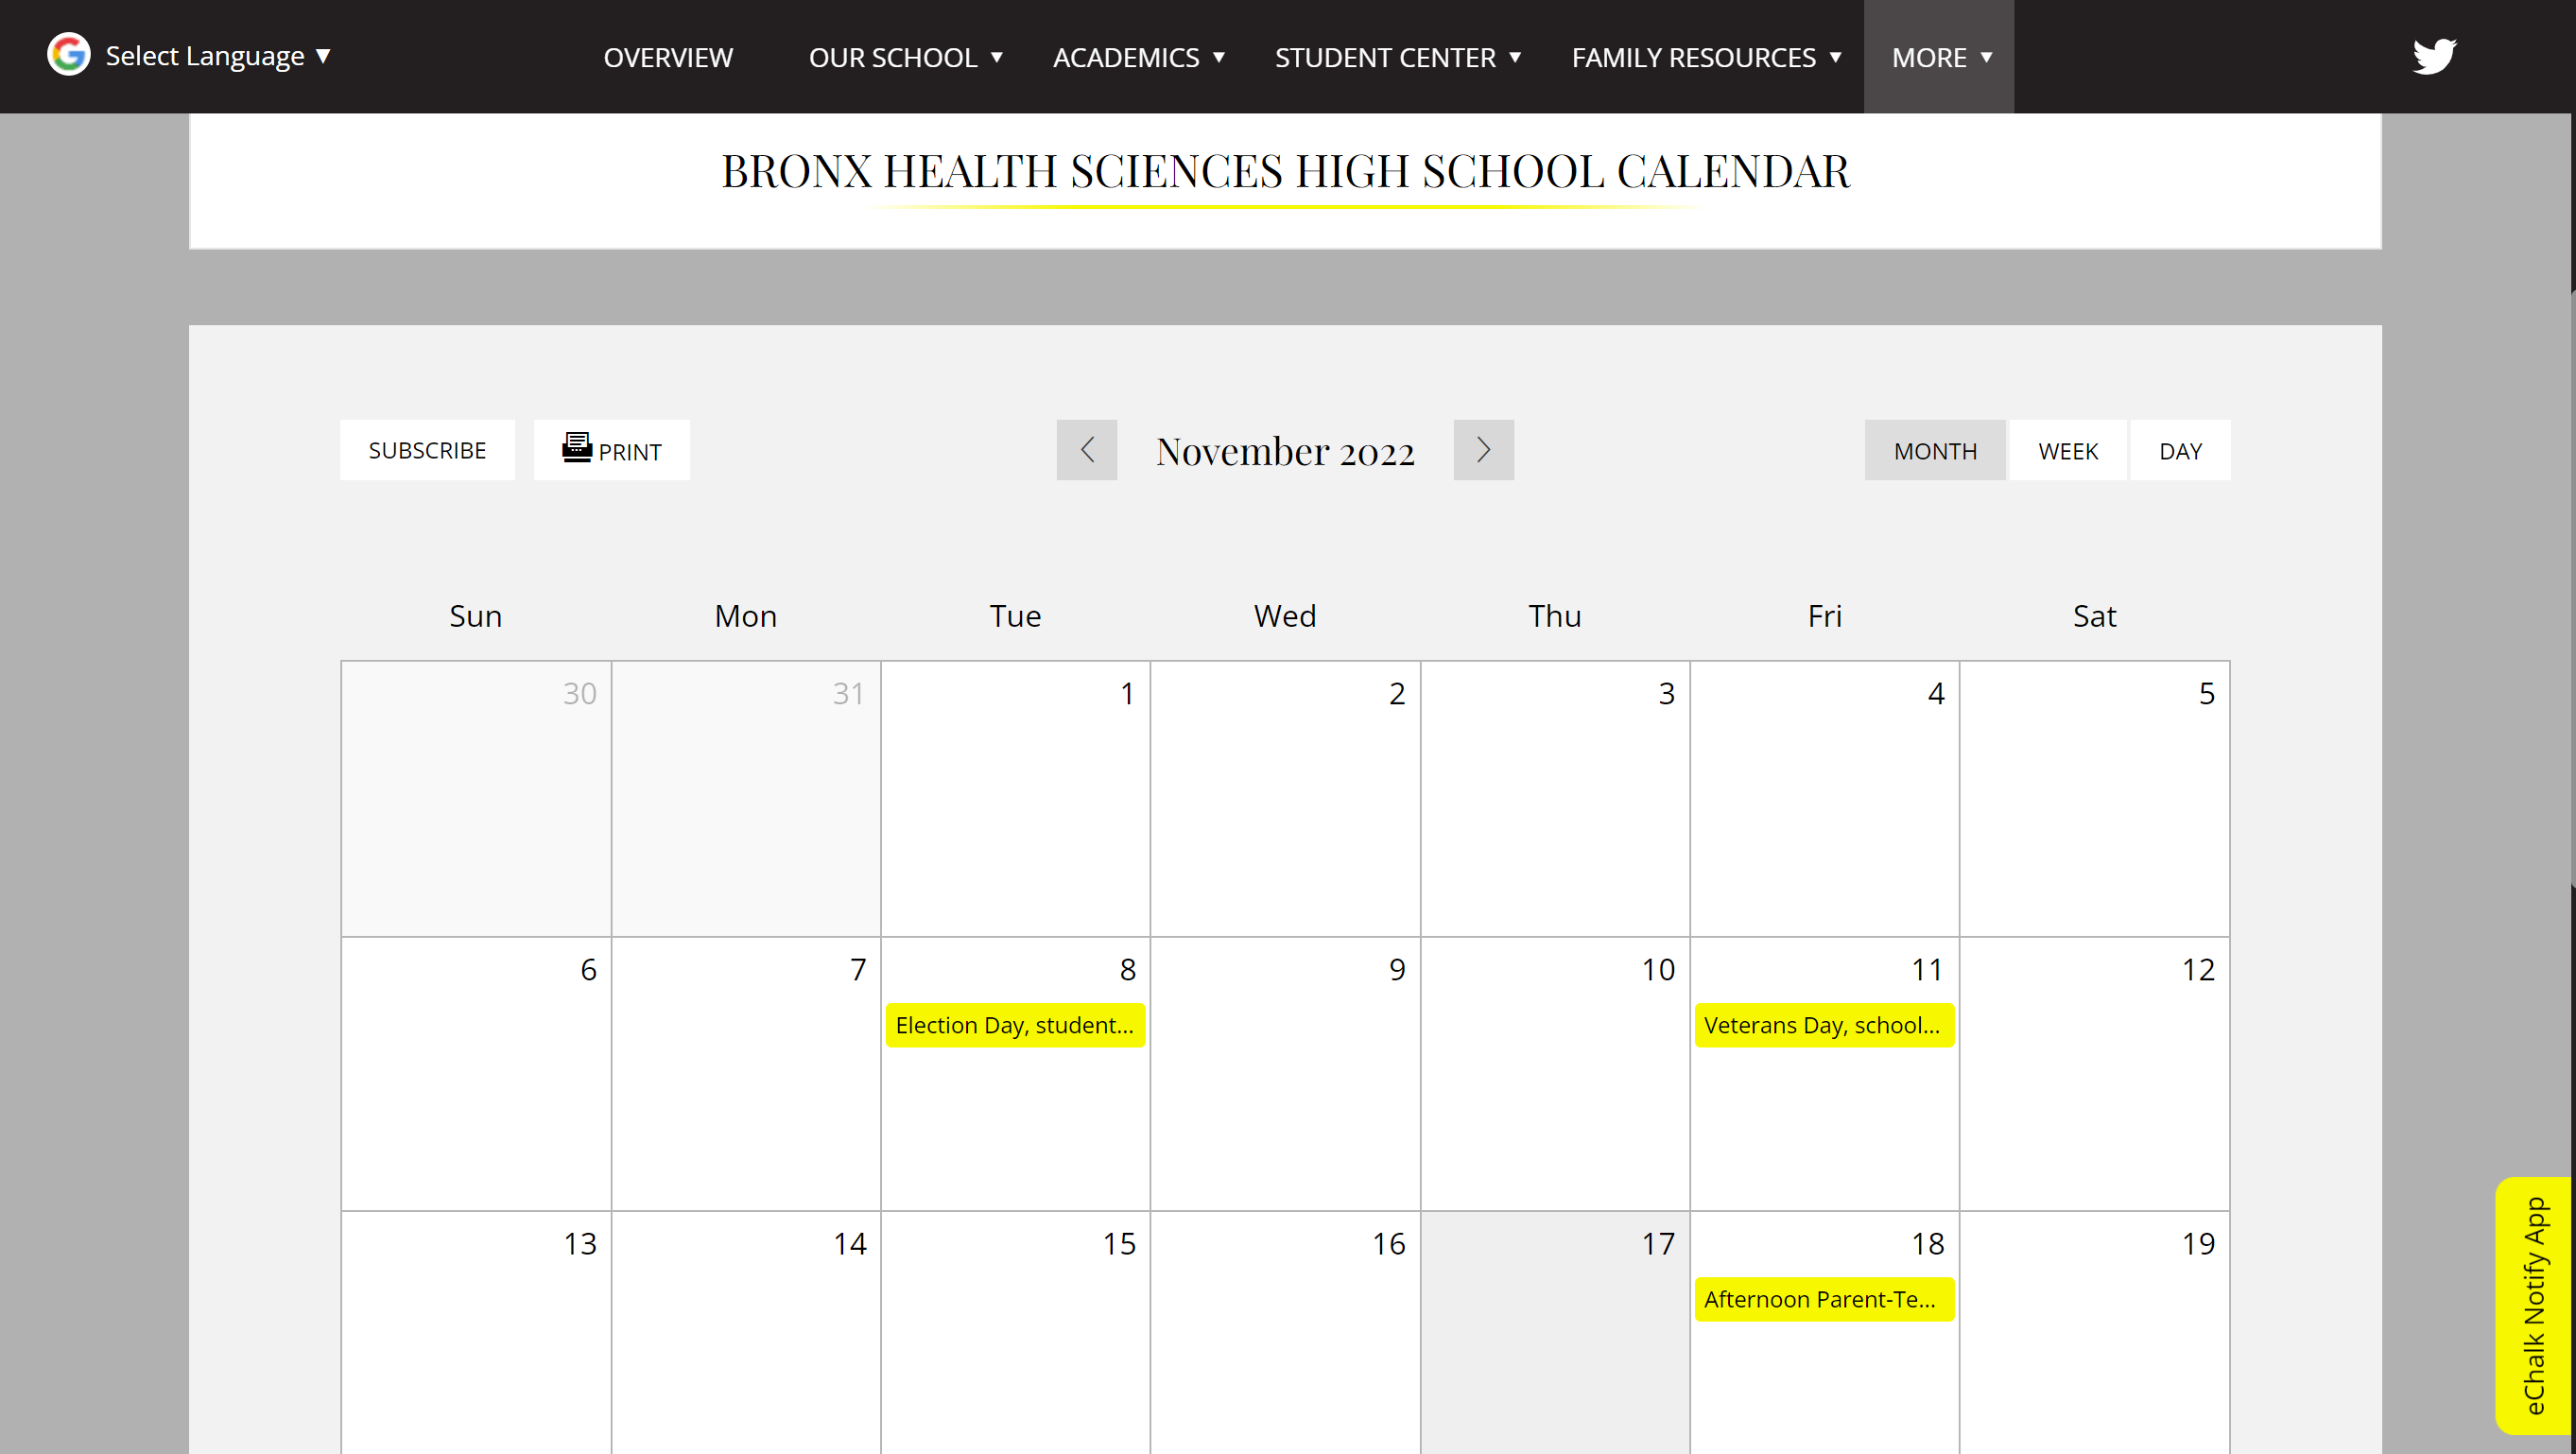 Select Language ▼
OVERVIEW OUR SCHOOL ▼ ACADEMICS ▼ STUDENT CENTER ▼ FAMILY RESOURCES ▼ MORE ▼
BRONX HEALTH SCIENCES HIGH SCHOOL CALENDAR
SUBSCRIBE PRINT November 2022 MONTH WEEK DAY
Sun Mon Tue Wed Thu Fri Sat
30 31 1 2 3 4 5
6 7 8 9 10 11 12
Election Day, student... Veterans Day, school...
13 14 15 16 17 18 19
Afternoon Parent-Te...
eChalk Notify App